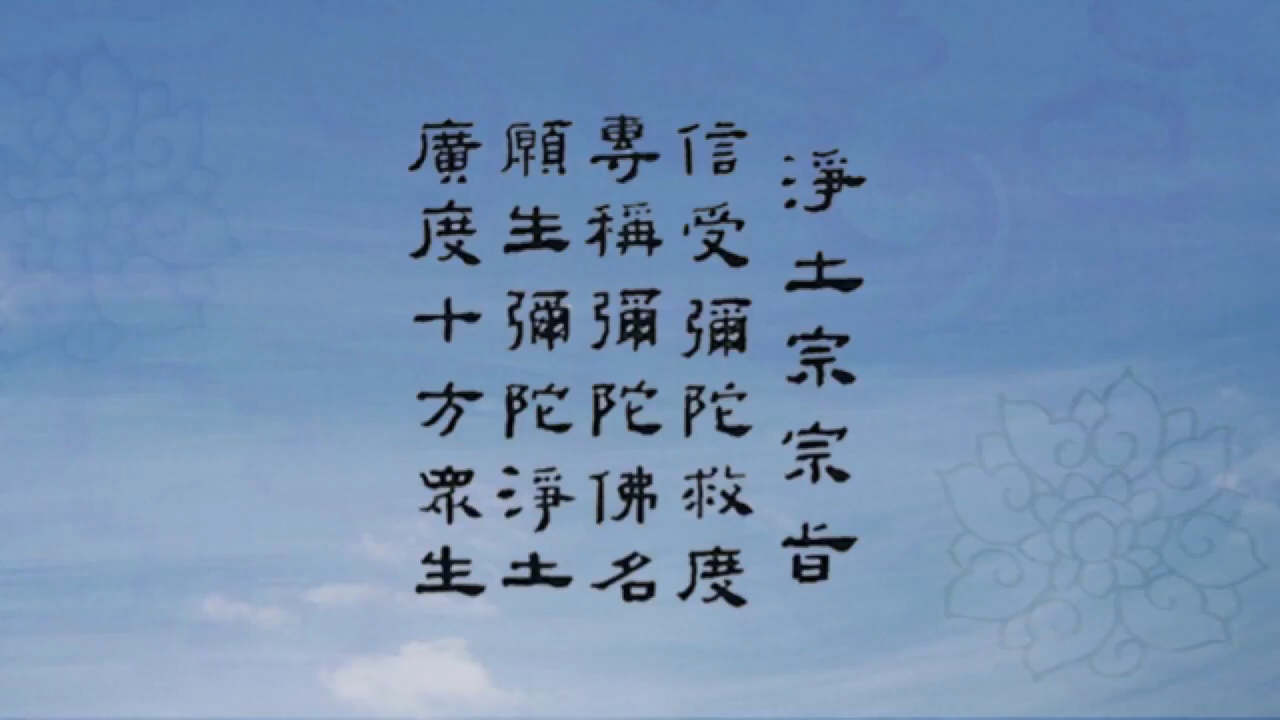 淨土宗宗旨
信受彌陀救度
專稱彌陀佛名
願生彌陀淨土
廣度十方眾生